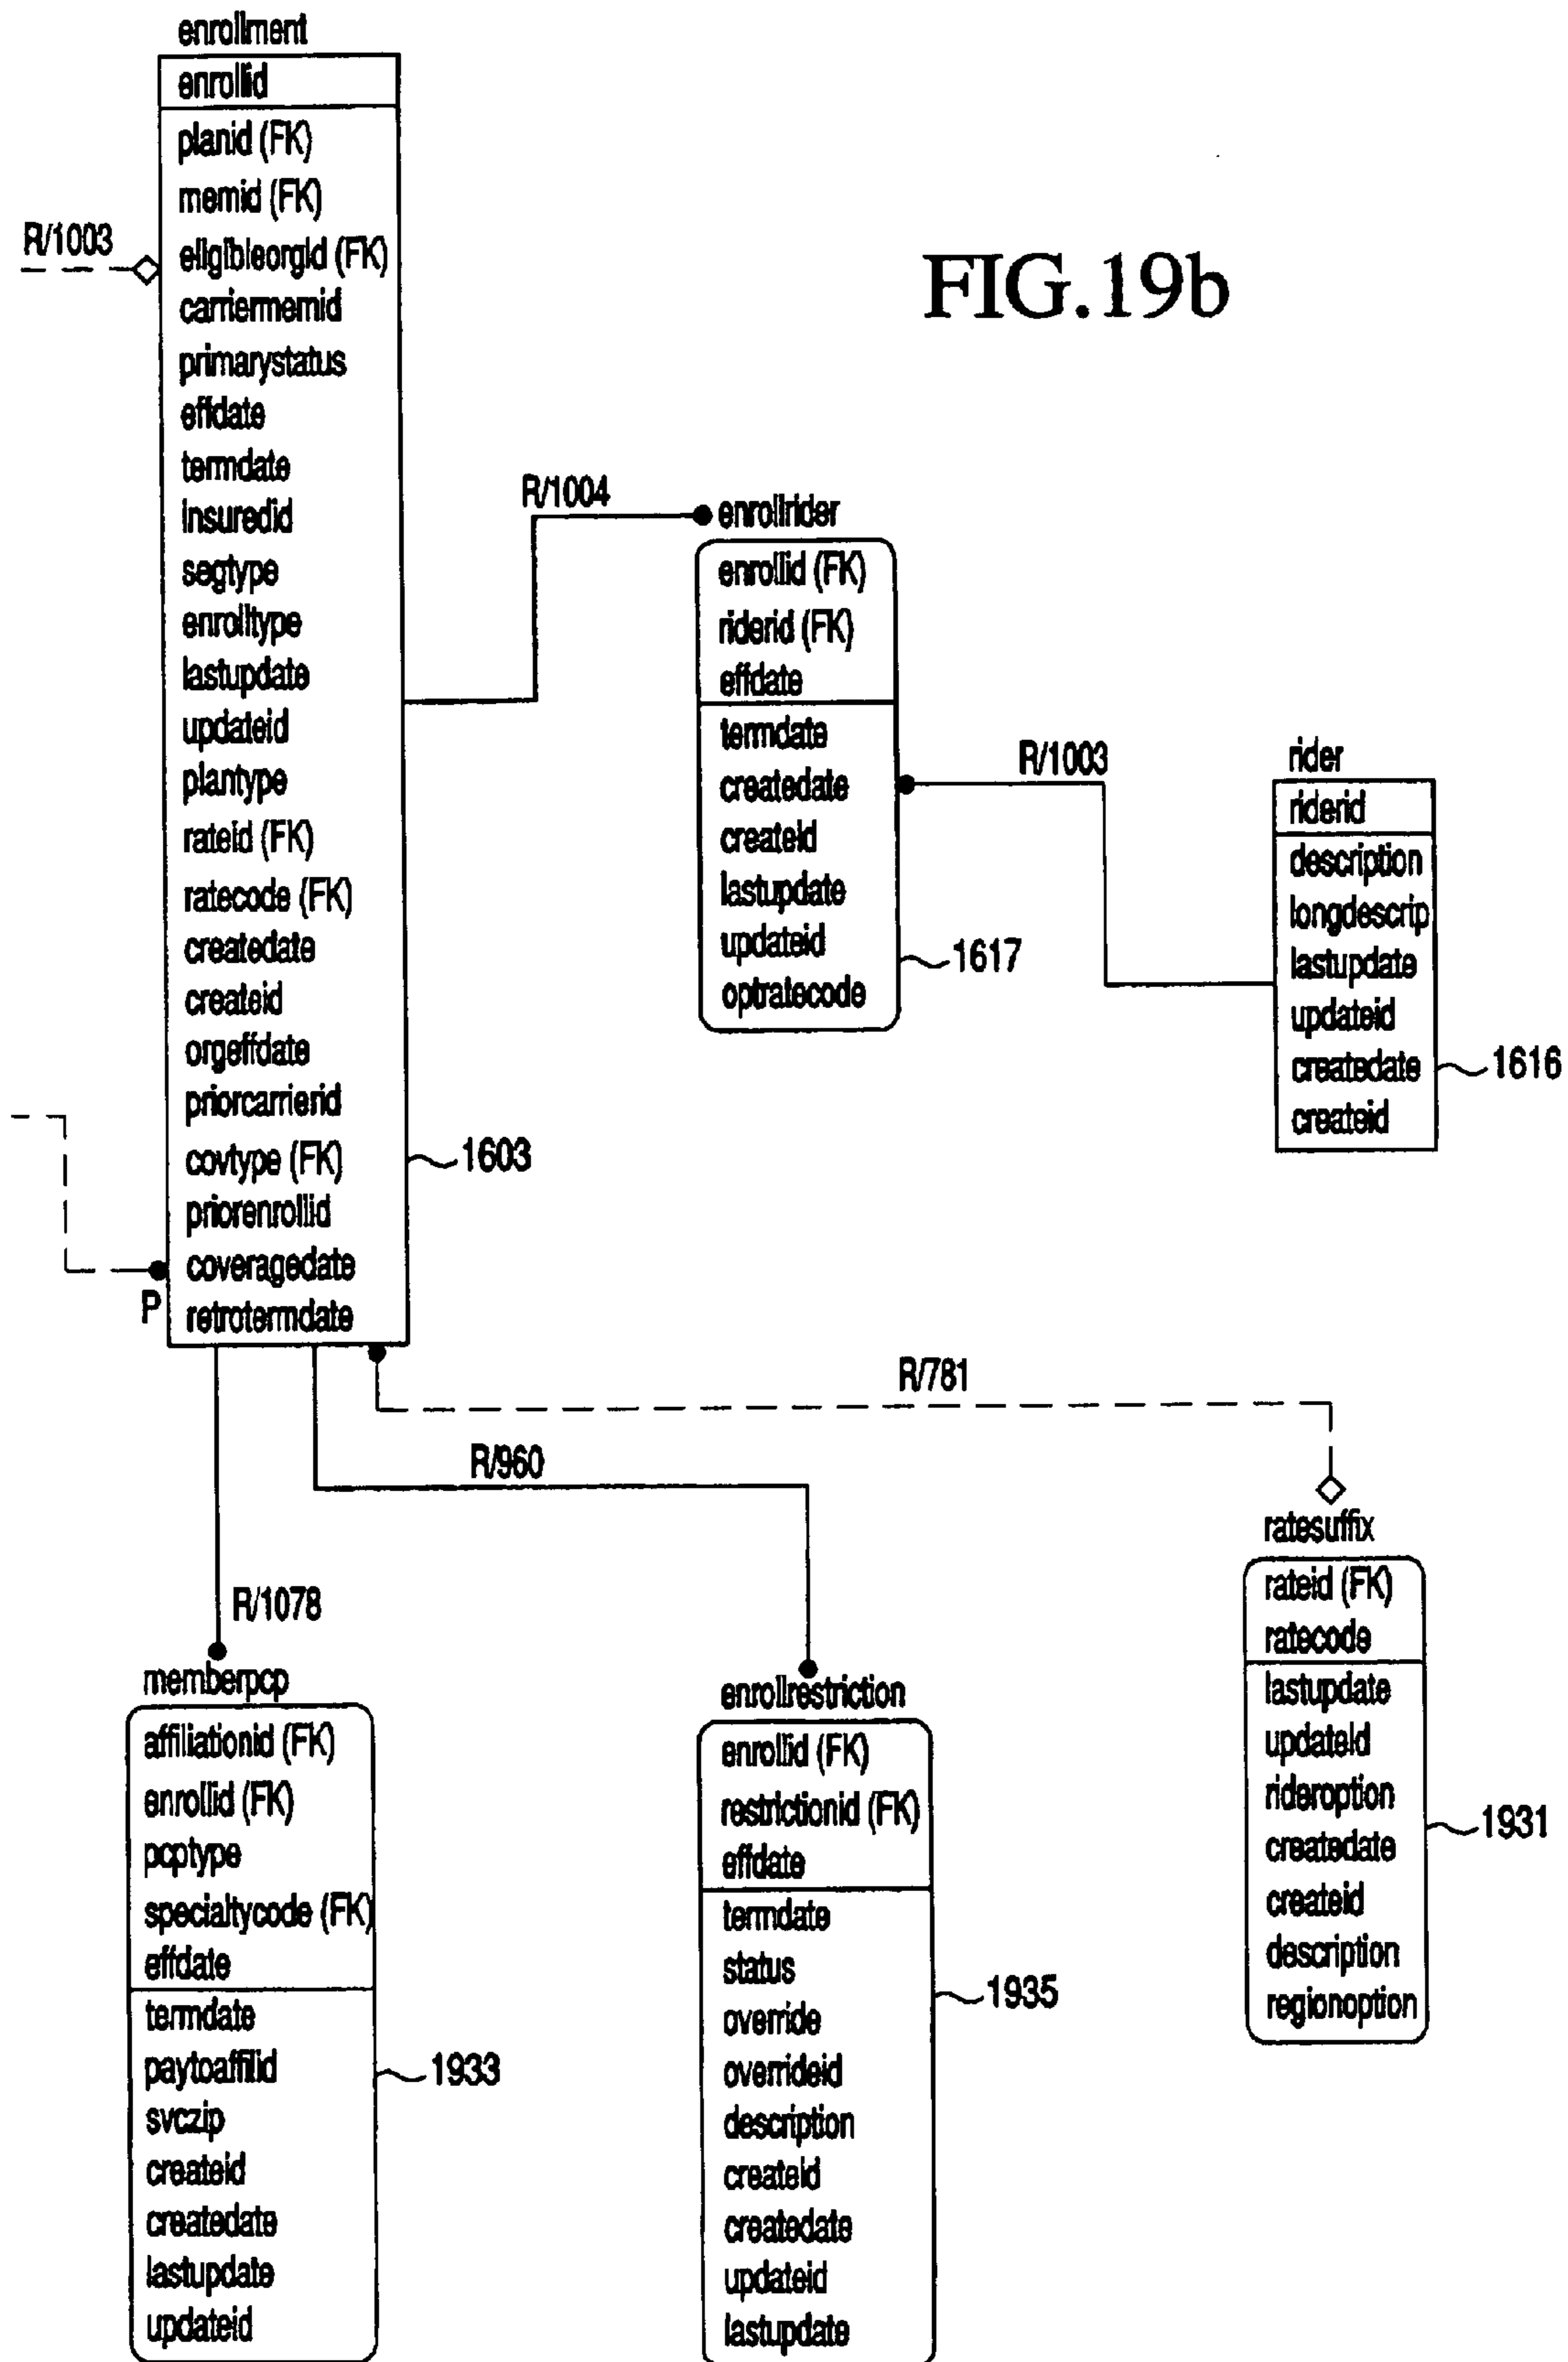 enrollment
enrollid
planid (FK)
memid (FK)
eligibleorgid (FK)
carriermemid
primarystatus
effdate
termdate
insuredid
segtype
enrolltype
lastupdate
updateid
plantype
rateid (FK)
ratecode (FK)
createdate
createid
orgeffdate
priorcarrierid
covtype (FK)
priorenrollid
coveragedate
retrotermdate
R/1003
P
1603
FIG.19b
R/1004
enrollrider
enrollid (FK)
riderid (FK)
effdate
termdate
createdate
createid
lastupdate
updateid
optratecode
1617
R/1003
rider
riderid
description
longdescrip
lastupdate
updateid
createdate
createid
1616
R/781
R/960
R/1078
memberpcp
affiliationid (FK)
enrollid (FK)
pcptype
specialtycode (FK)
effdate
termdate
paytoaffilid
svczip
createid
createdate
lastupdate
updateid
1933
enrollrestriction
enrollid (FK)
restrictionid (FK)
effdate
termdate
status
override
overrideid
description
createid
createdate
updateid
lastupdate
1935
ratesuffix
rateid (FK)
ratecode
lastupdate
updateid
rideroption
createdate
createid
description
regionoption
1931